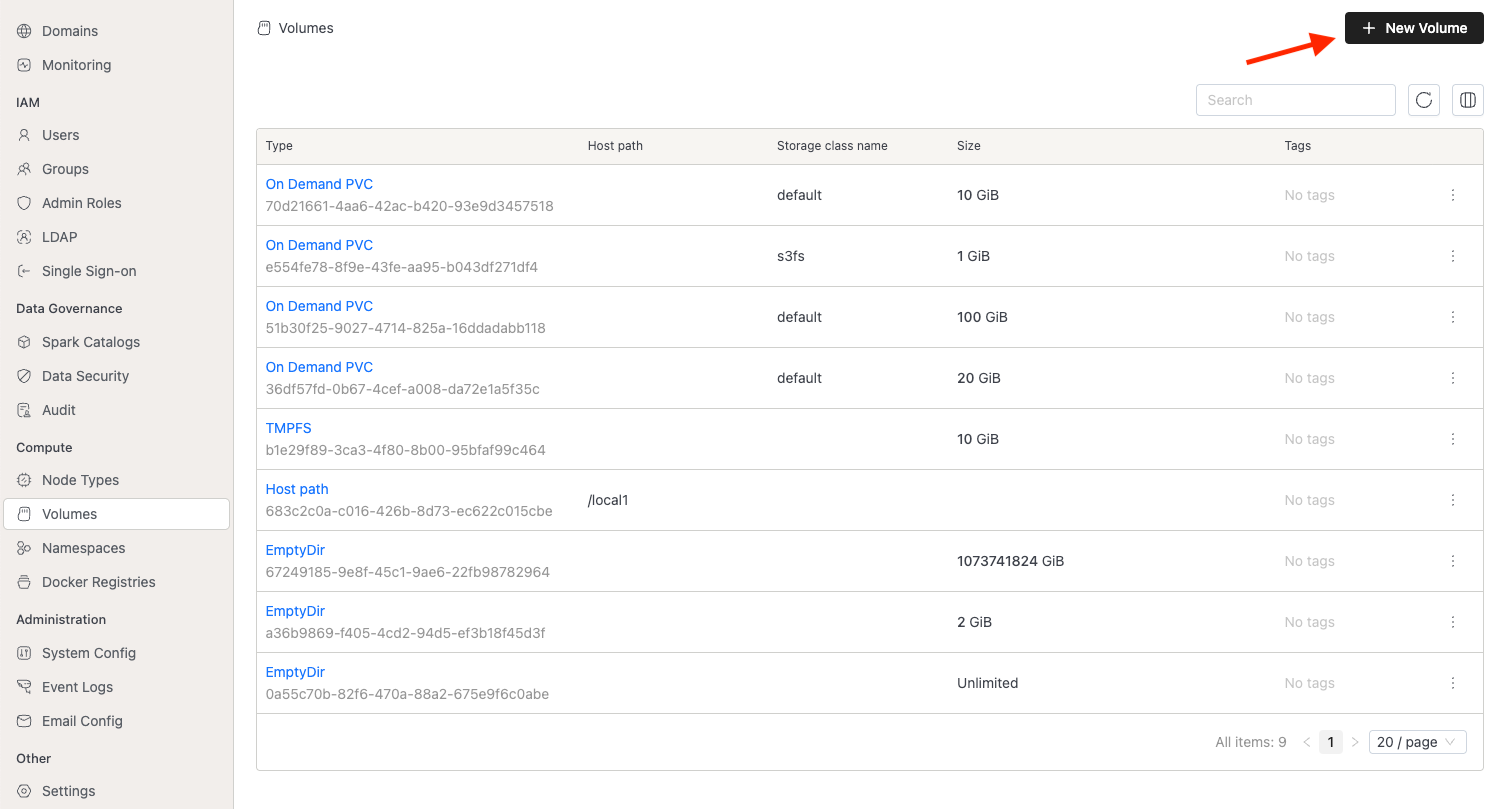 Domains
Monitoring
IAM
Users
Groups
Admin Roles
LDAP
Single Sign-on
Data Governance
Spark Catalogs
Data Security
Audit
Compute
Node Types
Volumes
Namespaces
Docker Registries
Administration
System Config
Event Logs
Email Config
Other
Settings
Volumes
New Volume
Search
Type Host path Storage class name Size Tags
On Demand PVC
70d21661-4aa6-42ac-b420-93e9d3457518
default 10 GiB No tags
On Demand PVC
e554fe78-8f9e-43fe-aa95-b043df271df4
s3fs 1 GiB No tags
On Demand PVC
51b30f25-9027-4714-825a-16ddadabb118
default 100 GiB No tags
On Demand PVC
36df57fd-0b67-4cef-a008-da72e1a5f35c
default 20 GiB No tags
TMPFS
b1e29f89-3ca3-4f80-8b00-95bfaf99c464
10 GiB No tags
Host path
683c2c0a-c016-426b-8d73-ec622c015cbe
/local1 No tags
EmptyDir
67249185-9e8f-45c1-9ae6-22fb98782964
1073741824 GiB No tags
EmptyDir
a36b9869-f405-4cd2-94d5-ef3b18f45d3f
2 GiB No tags
EmptyDir
0a55c70b-82f6-470a-88a2-675e9f6c0abe
Unlimited No tags
All items: 9 < 1 > 20 / page